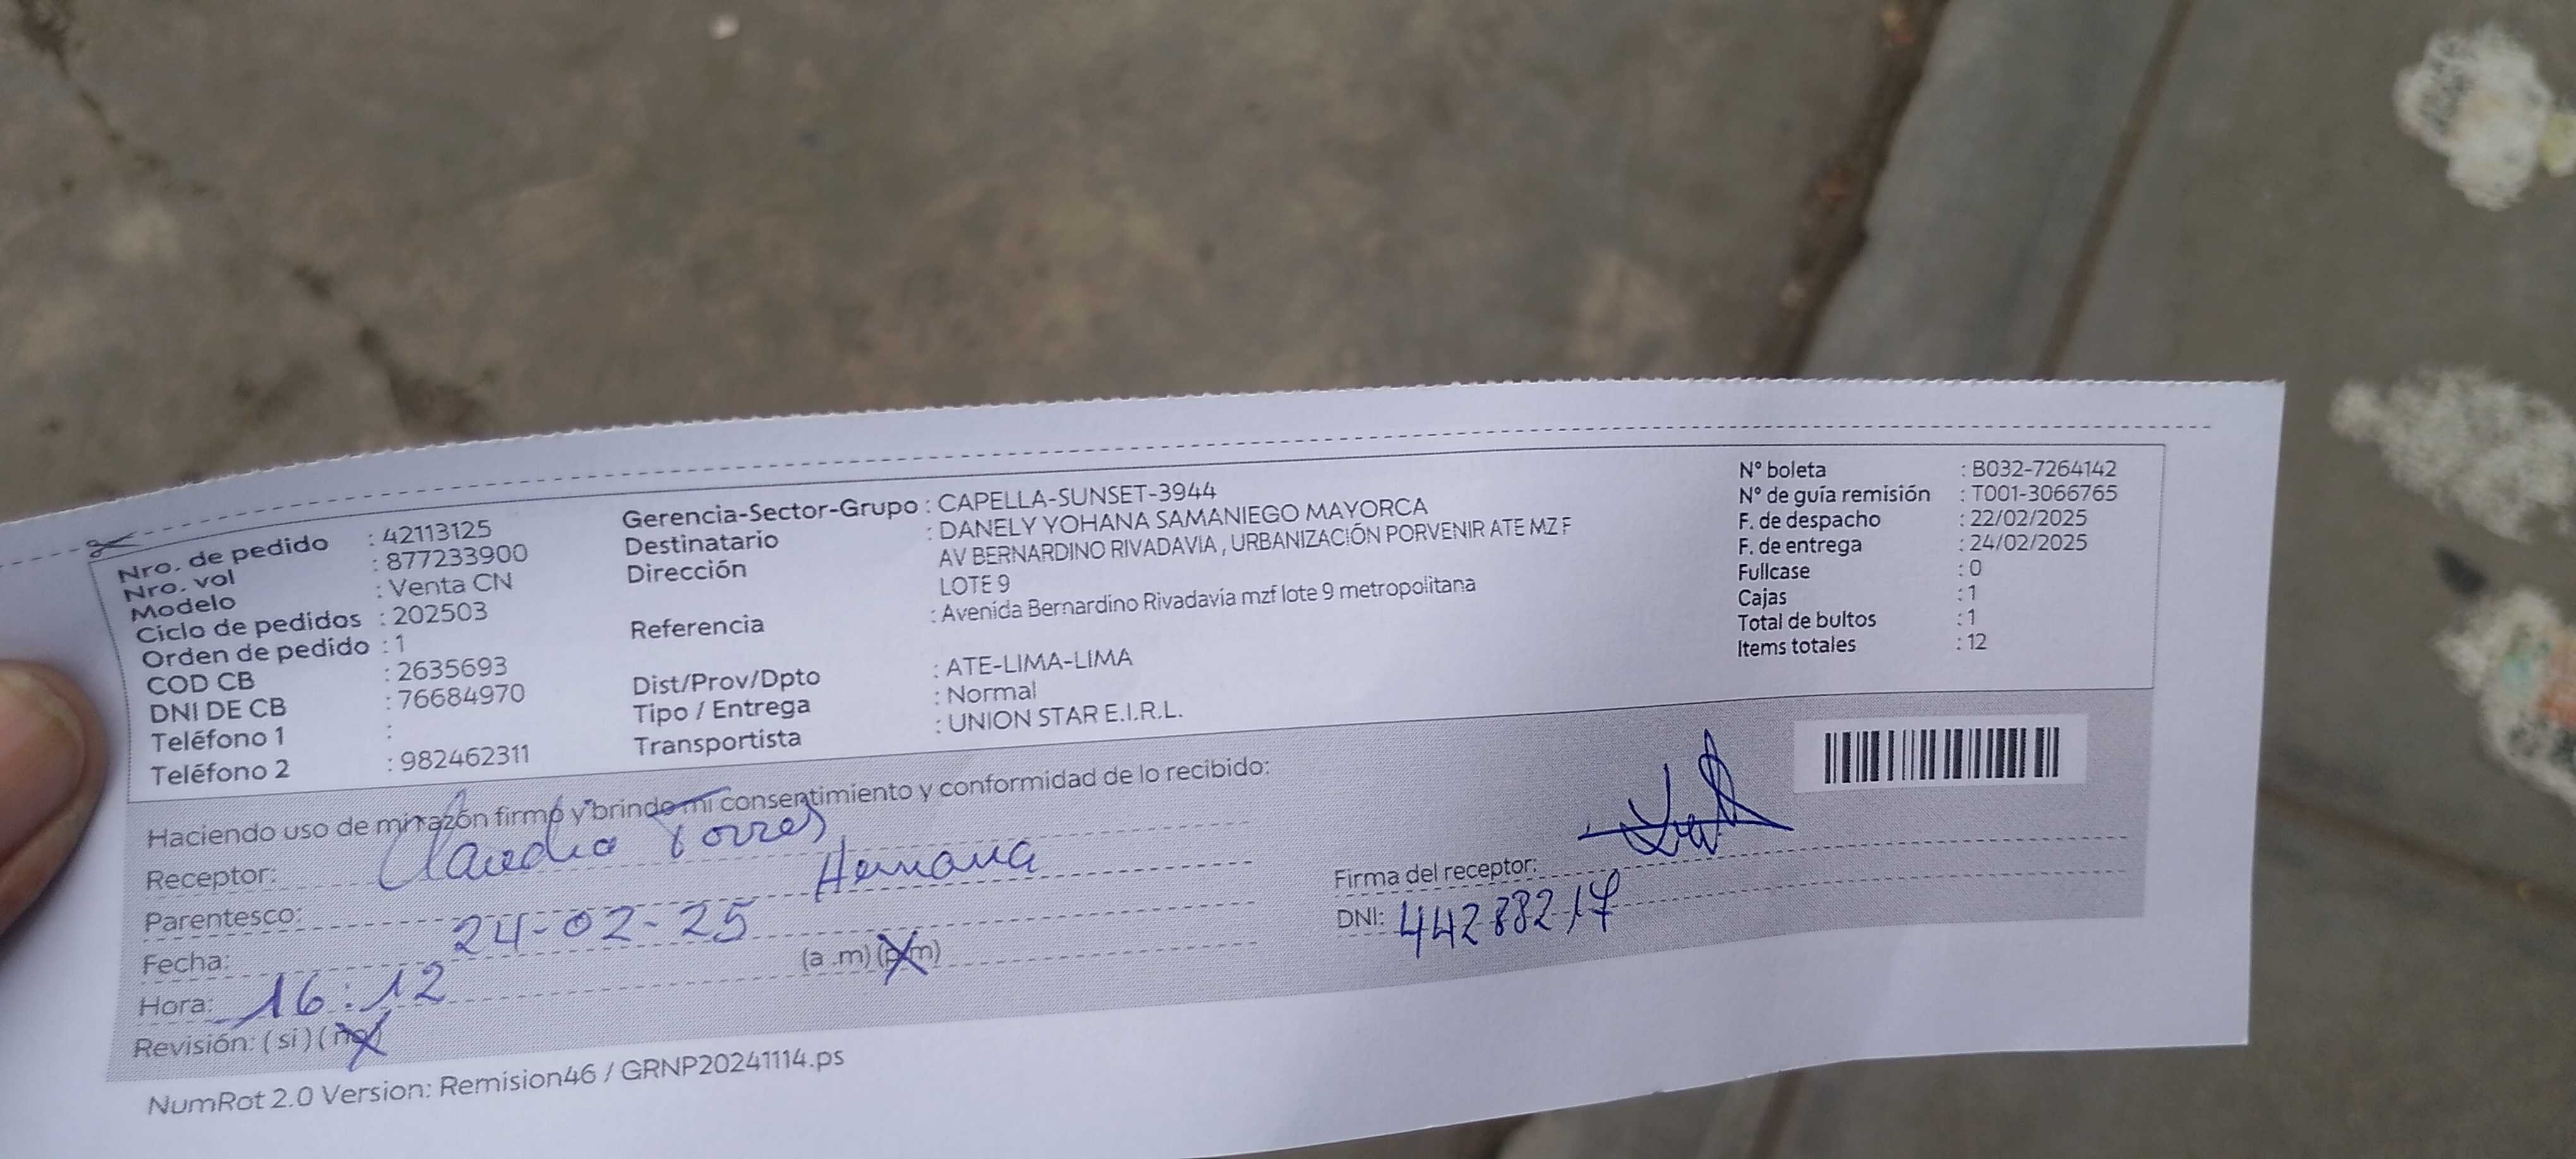 Nro. de pedido : 42113125
Nro. vol : 877233900
Modelo : Venta CN
Ciclo de pedidos : 202503
Orden de pedido : 1
COD CB : 2635693
DNI DE CB : 76684970
Teléfono 1 :
Teléfono 2 : 982462311
Gerencia-Sector-Grupo : CAPELLA-SUNSET-3944
Destinatario : DANELY YOHANA SAMANIEGO MAYORCA
Dirección AV BERNARDINO RIVADAVIA , URBANIZACIÓN PORVENIR ATE MZ F
LOTE 9
Referencia : Avenida Bernardino Rivadavia mzf lote 9 metropolitana
Dist/Prov/Dpto : ATE-LIMA-LIMA
Tipo / Entrega : Normal
Transportista : UNION STAR E.I.R.L.
N° boleta : B032-7264142
N° de guía remisión : T001-3066765
F. de despacho : 22/02/2025
F. de entrega : 24/02/2025
Fullcase : 0
Cajas : 1
Total de bultos : 1
Items totales : 12
Haciendo uso de mi razón firmo y brindo mi consentimiento y conformidad de lo recibido:
Receptor: Claudia Torres
Parentesco: Hermana
Fecha: 24-02-25
Hora: 16:12 (a .m) (p.m)
Revisión: ( si ) ( no )
Firma del receptor:
DNI: 44288217
NumRot 2.0 Version: Remision46 / GRNP20241114.ps